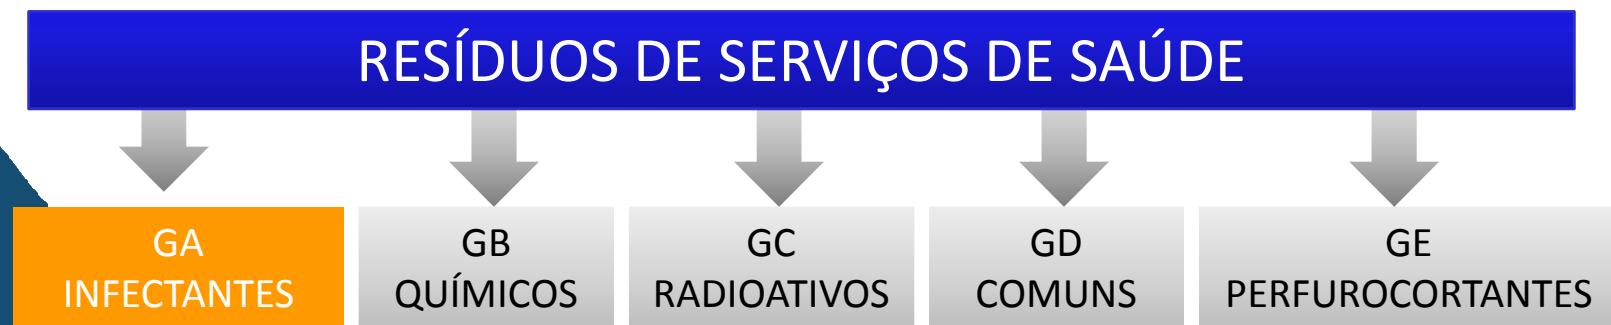 RESÍDUOS DE SERVIÇOS DE SAÚDE
GA
INFECTANTES
GB
QUÍMICOS
GC
RADIOATIVOS
GD
COMUNS
GE
PERFUROCORTANTES